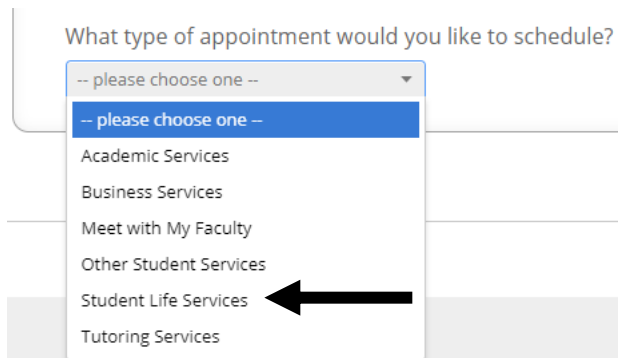 What type of appointment would you like to schedule?
-- please choose one --
-- please choose one --
Academic Services
Business Services
Meet with My Faculty
Other Student Services
Student Life Services
Tutoring Services